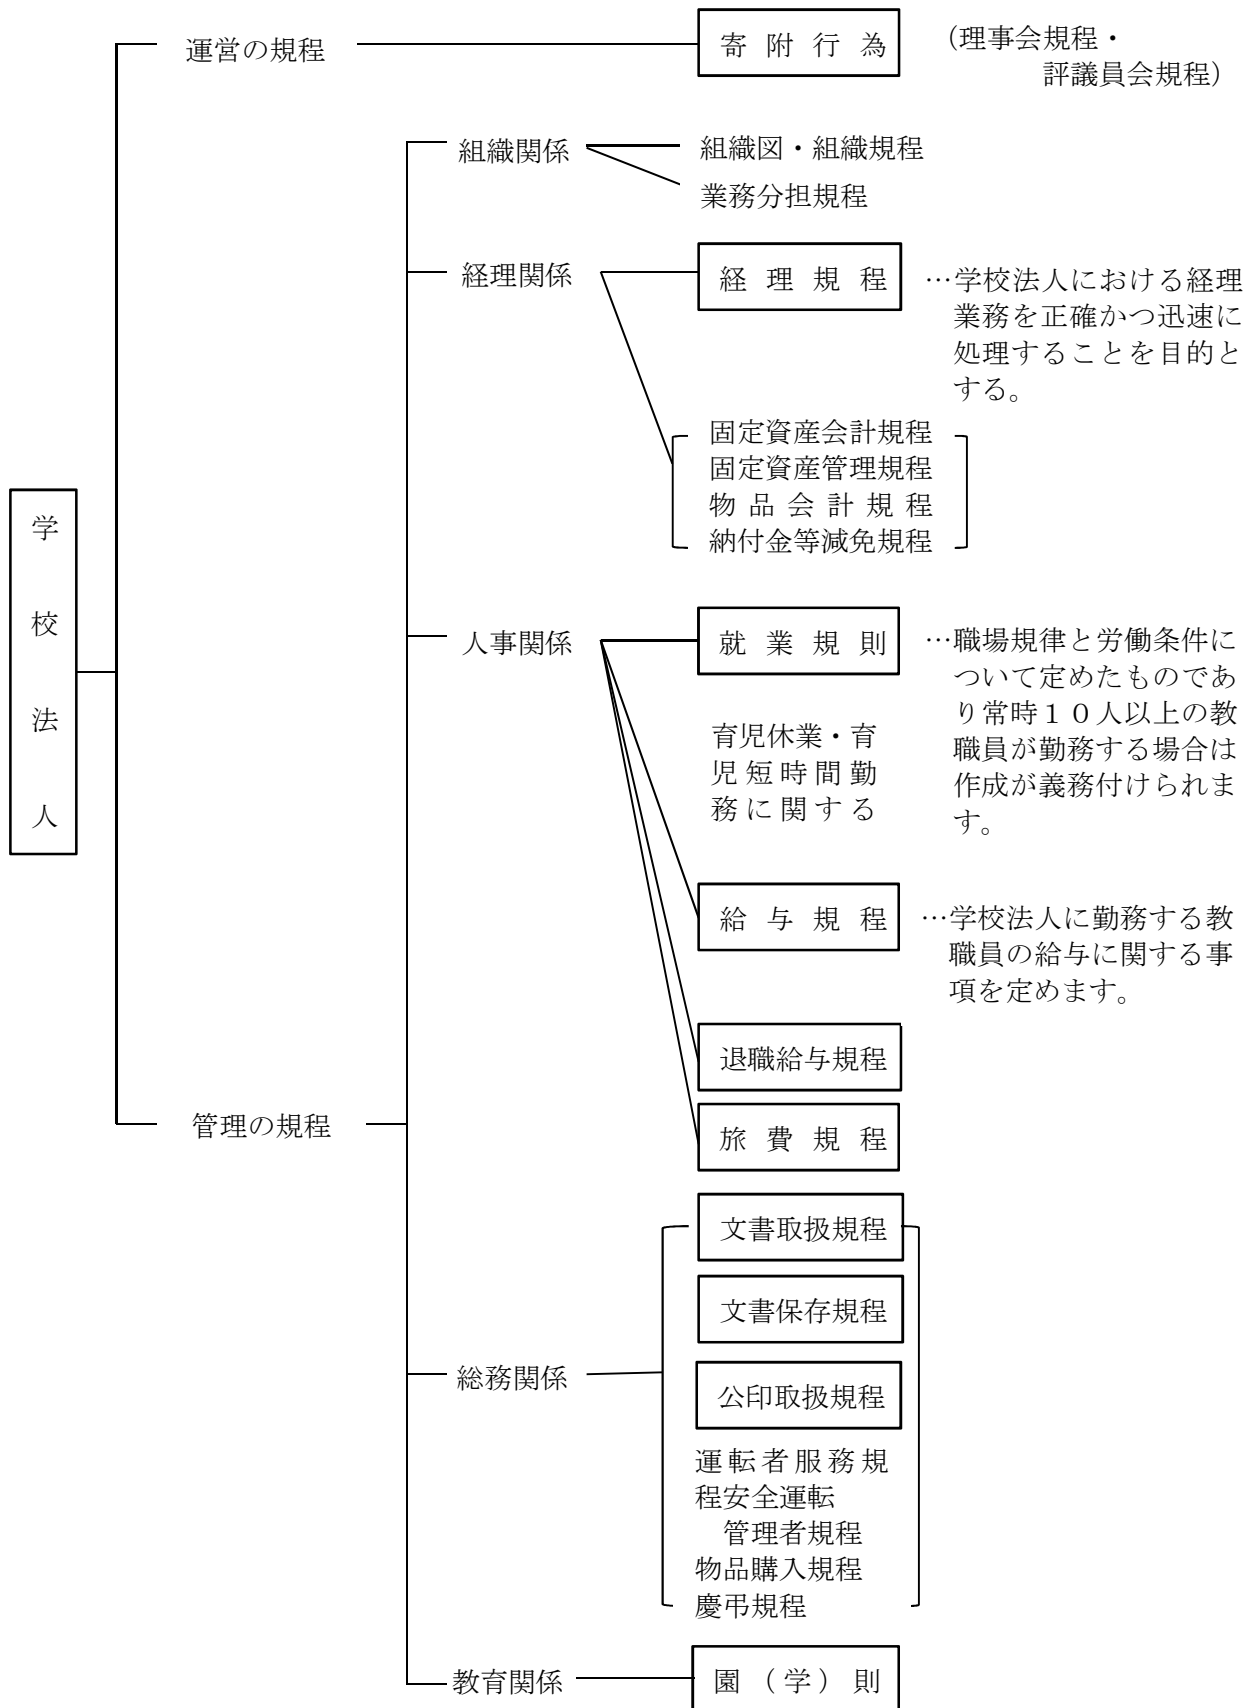 運営の規程
寄附行為
（理事会規程・
評議員会規程）
組織関係
組織図・組織規程
業務分担規程
経理関係
経理規程
…学校法人における経理
業務を正確かつ迅速に
処理することを目的と
する。
固定資産会計規程
固定資産管理規程
物品会計規程
納付金等減免規程
学校法人
人事関係
就業規則
…職場規律と労働条件に
ついて定めたものであ
り常時１０人以上の教
職員が勤務する場合は
作成が義務付けられま
す。
育児休業・育
児短時間勤
務に関する
給与規程
…学校法人に勤務する教
職員の給与に関する事
項を定めます。
退職給与規程
管理の規程
旅費規程
文書取扱規程
文書保存規程
総務関係
公印取扱規程
運転者服務規
程安全運転
管理者規程
物品購入規程
慶弔規程
教育関係
園（学）則